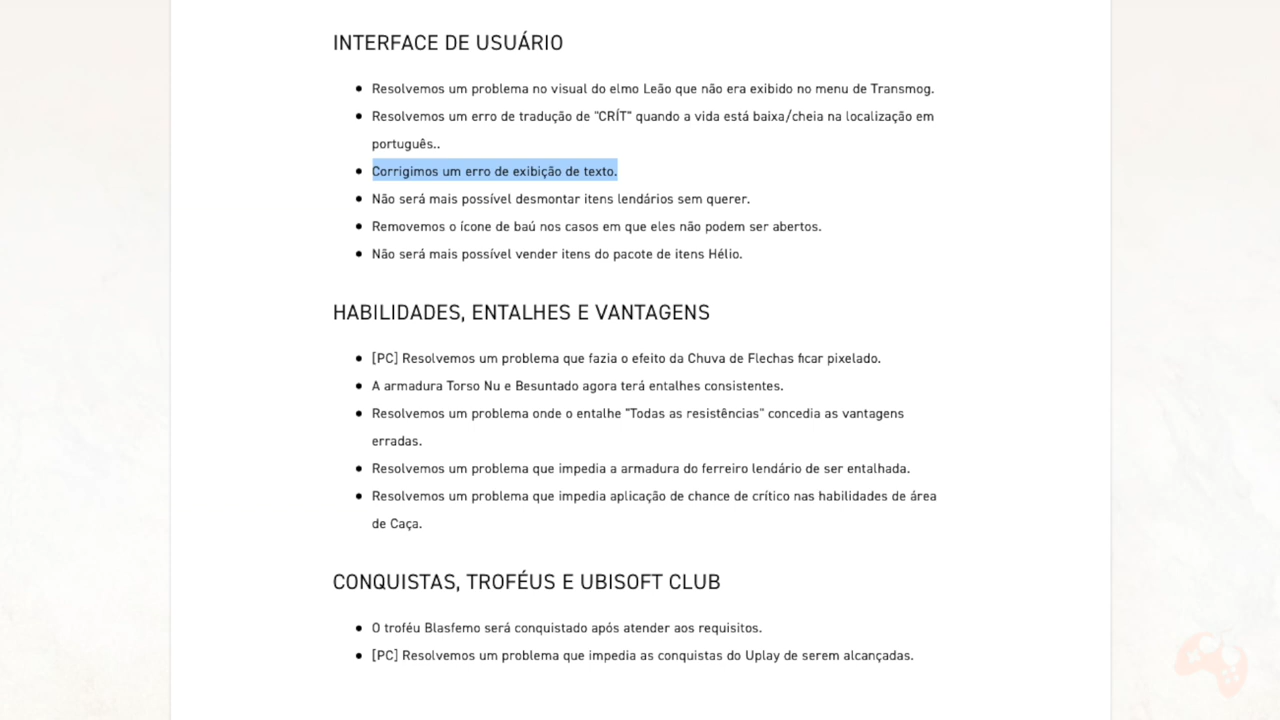 INTERFACE DE USUÁRIO
Resolvemos um problema no visual do elmo Leão que não era exibido no menu de Transmog.
Resolvemos um erro de tradução de "CRÍT" quando a vida está baixa/cheia na localização em
português..
Corrigimos um erro de exibição de texto.
Não será mais possível desmontar itens lendários sem querer.
Removemos o ícone de baú nos casos em que eles não podem ser abertos.
Não será mais possível vender itens do pacote de itens Hélio.
HABILIDADES, ENTALHES E VANTAGENS
[PC] Resolvemos um problema que fazia o efeito da Chuva de Flechas ficar pixelado.
A armadura Torso Nu e Besuntado agora terá entalhes consistentes.
Resolvemos um problema onde o entalhe "Todas as resistências" concedia as vantagens
erradas.
Resolvemos um problema que impedia a armadura do ferreiro lendário de ser entalhada.
Resolvemos um problema que impedia aplicação de chance de crítico nas habilidades de área
de Caça.
CONQUISTAS, TROFÉUS E UBISOFT CLUB
O troféu Blasfemo será conquistado após atender aos requisitos.
[PC] Resolvemos um problema que impedia as conquistas do Uplay de serem alcançadas.